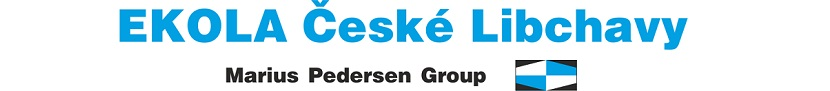 EKOLA České Libchavy
Marius Pedersen Group